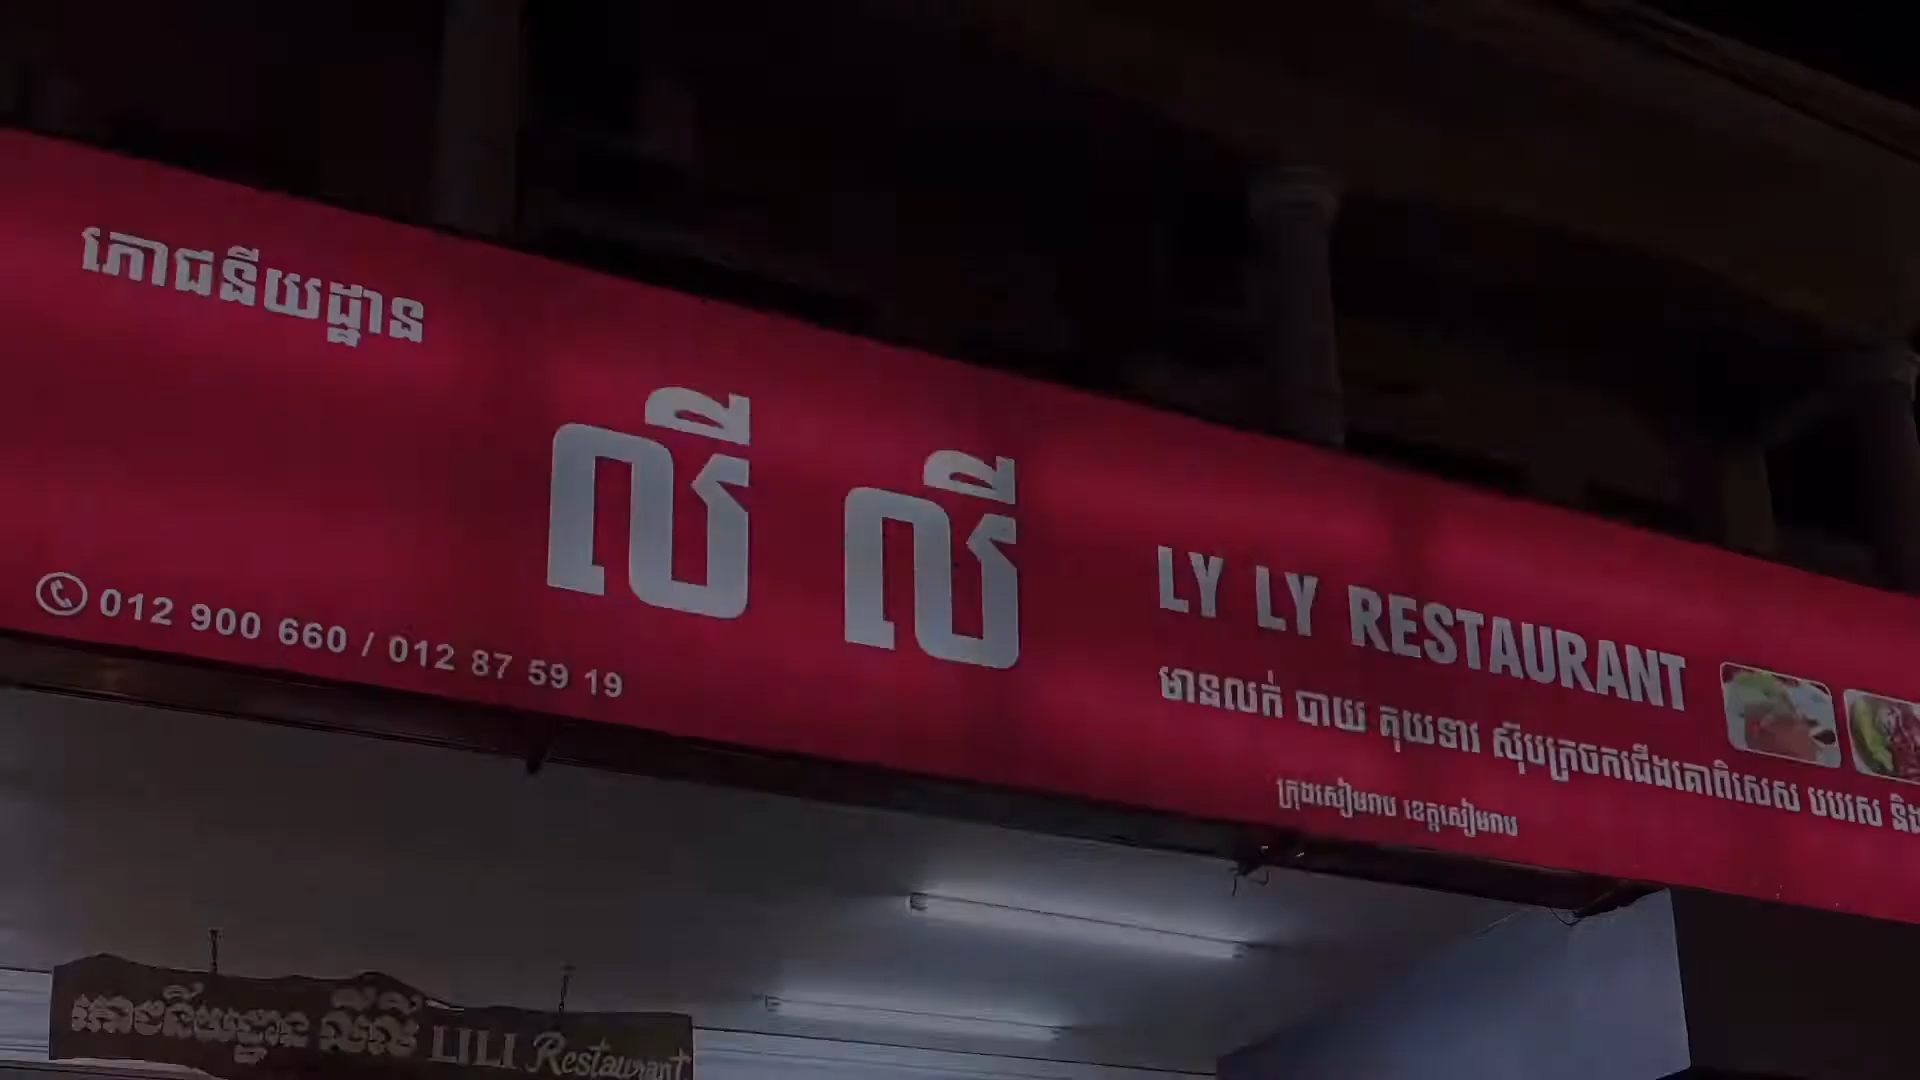 ភោជនីយដ្ឋាន
លី លី
012 900 660 / 012 87 59 19
LY LY RESTAURANT
មានលក់ បាយ គុយទាវ ស៊ុបក្រចកជើងគោពិសេស បបរស និង
ក្រុងសៀមរាប ខេត្តសៀមរាប
ភោជនីយដ្ឋាន លីលី LILI Restaurant